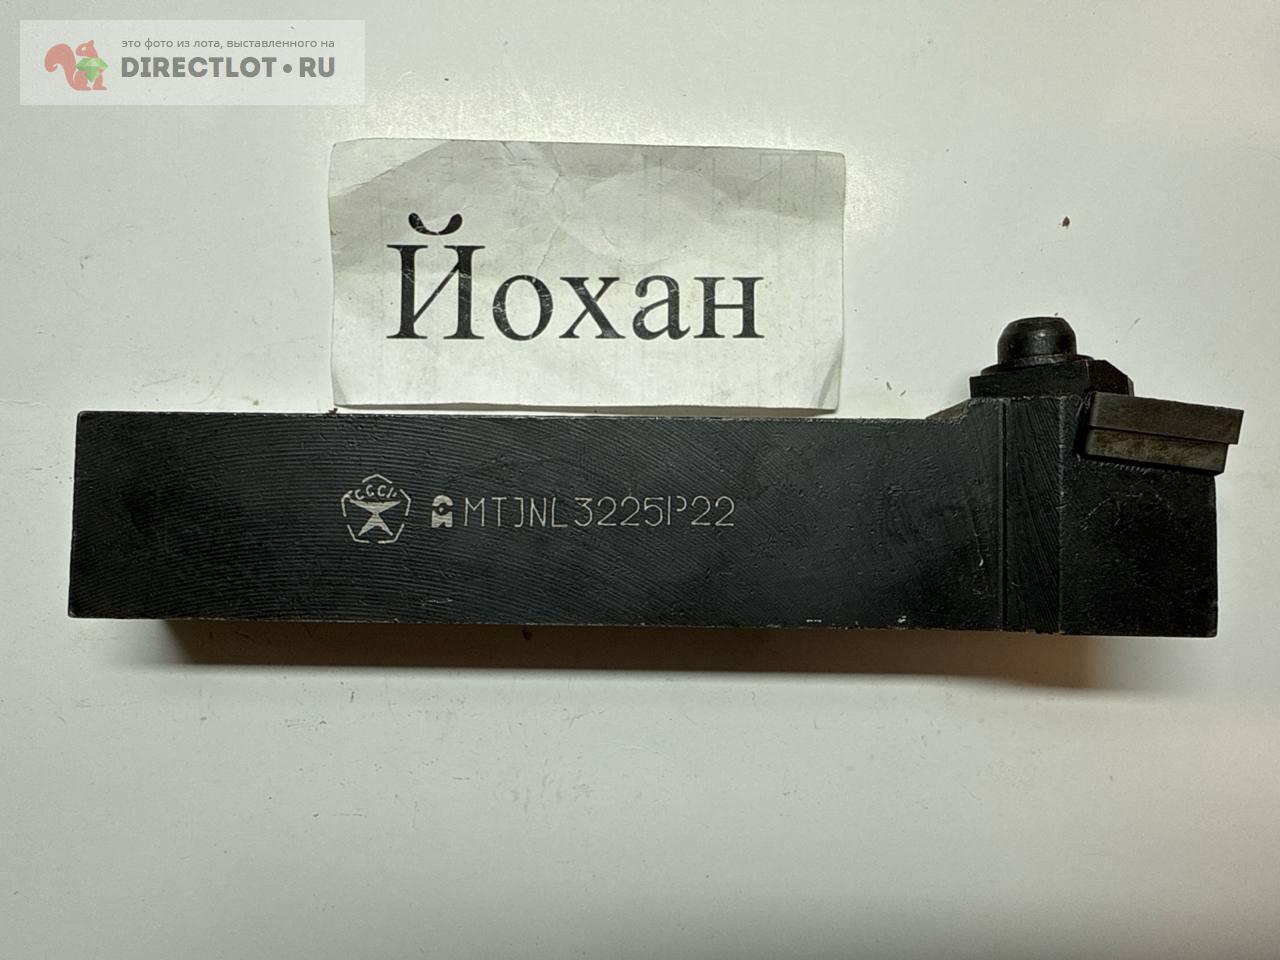 это фото из лота, выставленного на
DIRECTLOT•RU
Йохан
СССР
MTJNL3225P22